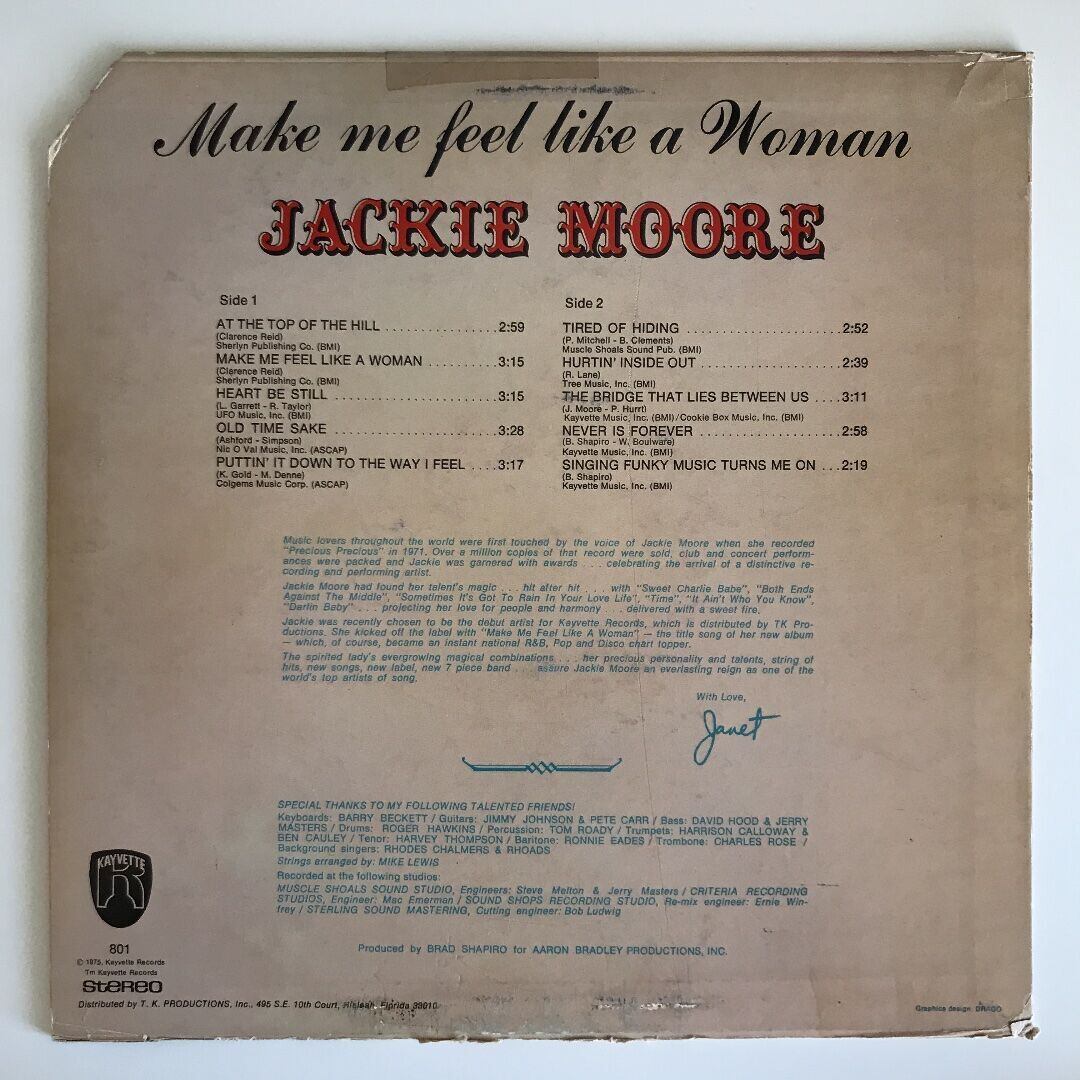 Make me feel like a Woman
JACKIE MOORE
Side 1
AT THE TOP OF THE HILL ................2:59
(Clarence Reid)
Sherlyn Publishing Co. (BMI)
MAKE ME FEEL LIKE A WOMAN ..........3:15
(Clarence Reid)
Sherlyn Publishing Co. (BMI)
HEART BE STILL .......................3:15
(L. Garrett - R. Taylor)
UFO Music, Inc. (BMI)
OLD TIME SAKE .......................3:28
(Ashford - Simpson)
Nic O Val Music, Inc. (ASCAP)
PUTTIN' IT DOWN TO THE WAY I FEEL ....3:17
(K. Gold - M. Denne)
Colgems Music Corp. (ASCAP)
Side 2
TIRED OF HIDING .....................2:52
(P. Mitchell - B. Clements)
Muscle Shoals Sound Pub. (BMI)
HURTIN' INSIDE OUT ...................2:39
(R. Lane)
Tree Music, Inc. (BMI)
THE BRIDGE THAT LIES BETWEEN US ....3:11
(J. Moore - P. Hurrt)
Kayvette Music, Inc. (BMI)/Cookie Box Music, Inc. (BMI)
NEVER IS FOREVER ...................2:58
(B. Shapiro - W. Boulware)
Kayvette Music, Inc. (BMI)
SINGING FUNKY MUSIC TURNS ME ON ...2:19
(B. Shapiro)
Kayvette Music, Inc. (BMI)
Music lovers throughout the world were first touched by the voice of Jackie Moore when she recorded
"Precious Precious" in 1971. Over a million copies of that record were sold, club and concert perform-
ances were packed and Jackie was garnered with awards . . . celebrating the arrival of a distinctive re-
cording and performing artist.
Jackie Moore had found her talent's magic . . . hit after hit . . . with "Sweet Charlie Babe", "Both Ends
Against The Middle", "Sometimes It's Got To Rain In Your Love Life", "Time", "It Ain't Who You Know",
"Darlin Baby" . . . projecting her love for people and harmony . . . delivered with a sweet fire.
Jackie was recently chosen to be the debut artist for Kayvette Records, which is distributed by TK Pro-
ductions. She kicked off the label with "Make Me Feel Like A Woman" — the title song of her new album
— which, of course, became an instant national R&B, Pop and Disco chart topper.
The spirited lady's evergrowing magical combinations . . . her precious personality and talents, string of
hits, new songs, new label, new 7 piece band . . . assure Jackie Moore an everlasting reign as one of the
world's top artists of song.
With Love,
Janet
SPECIAL THANKS TO MY FOLLOWING TALENTED FRIENDS!
Keyboards: BARRY BECKETT / Guitars: JIMMY JOHNSON & PETE CARR / Bass: DAVID HOOD & JERRY
MASTERS / Drums: ROGER HAWKINS / Percussion: TOM ROADY / Trumpets: HARRISON CALLOWAY &
BEN CAULEY / Tenor: HARVEY THOMPSON / Baritone: RONNIE EADES / Trombone: CHARLES ROSE /
Background singers: RHODES CHALMERS & RHOADS
Strings arranged by: MIKE LEWIS
Recorded at the following studios:
MUSCLE SHOALS SOUND STUDIO, Engineers: Steve Melton & Jerry Masters / CRITERIA RECORDING
STUDIOS, Engineer: Mac Emerman / SOUND SHOPS RECORDING STUDIO, Re-mix engineer: Ernie Win-
frey / STERLING SOUND MASTERING, Cutting engineer: Bob Ludwig
Produced by BRAD SHAPIRO for AARON BRADLEY PRODUCTIONS, INC.
KAYVETTE
R
801
© 1975, Kayvette Records
Tm Kayvette Records
STEREO
Distributed by T. K. PRODUCTIONS, Inc., 495 S.E. 10th Court, Hialeah, Florida 33010
Graphics design DRAGO